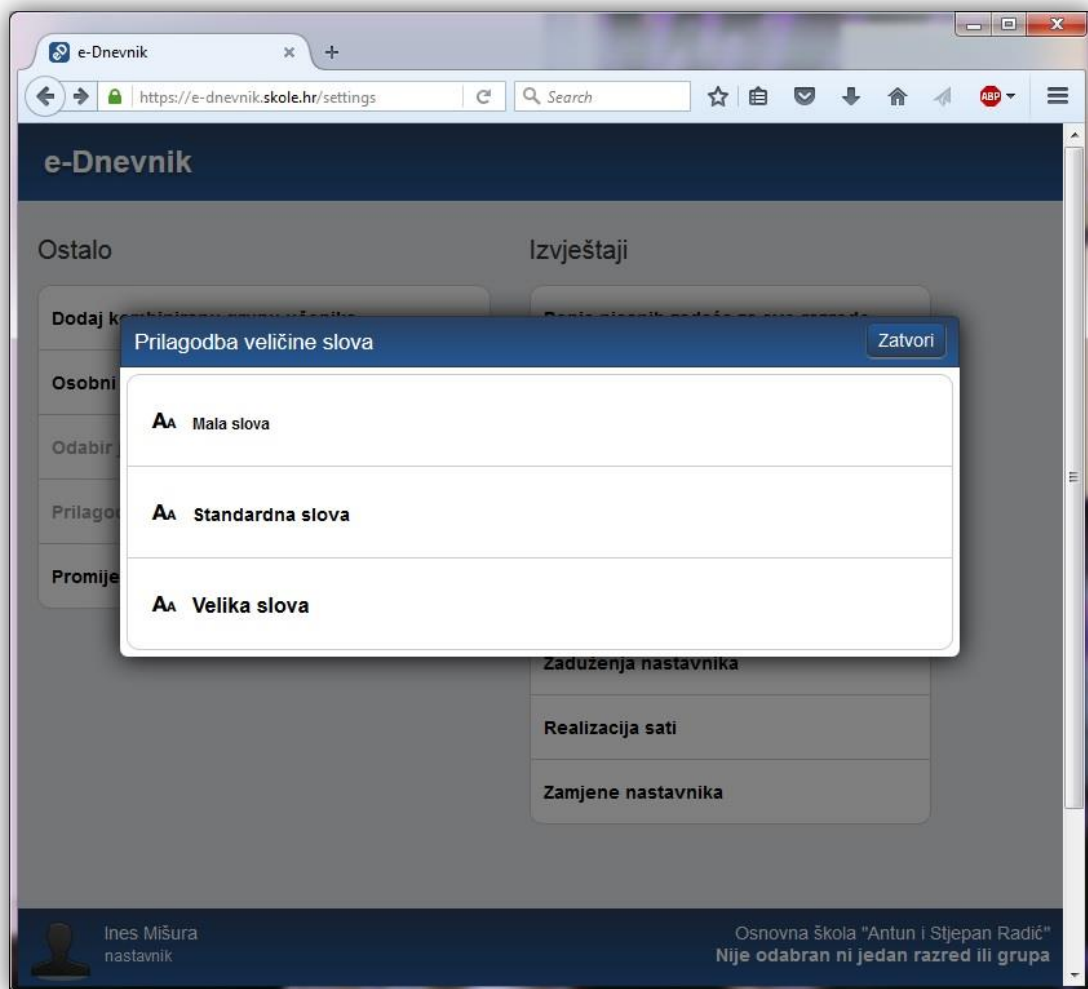 e-Dnevnik
https://e-dnevnik.skole.hr/settings
Search
ABP
e-Dnevnik
Ostalo
Izvještaji
Dodaj
Prilagodba veličine slova
Zatvori
Osobni
AA Mala slova
Odabir
AA Standardna slova
AA Velika slova
Zaduženja nastavnika
Realizacija sati
Zamjene nastavnika
Ines Mišura
nastavnik
Osnovna škola "Antun i Stjepan Radić"
Nije odabran ni jedan razred ili grupa